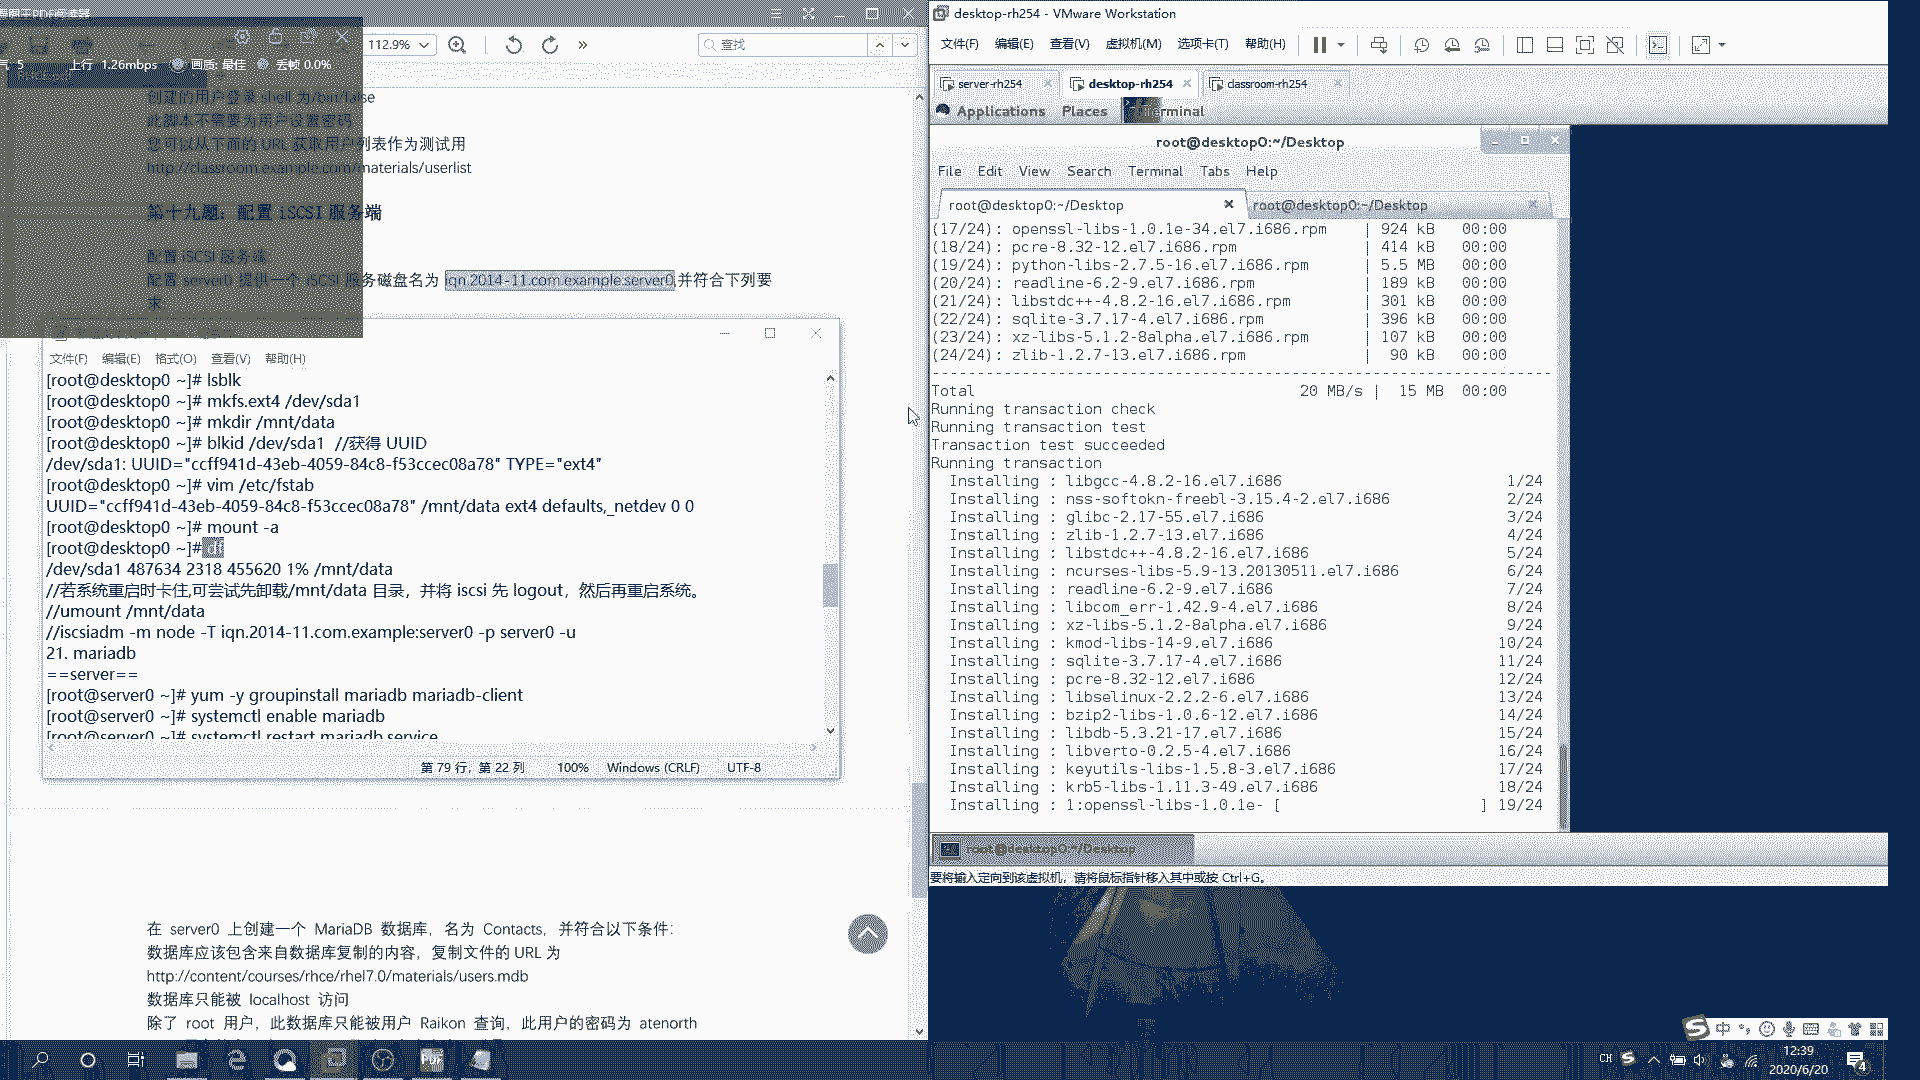 112.9%
查找
5 上行 1.26mbps 画质: 最佳 丢帧 0.0%
创建的用户登录 shell 为/bin/false
此脚本不需要为用户设置密码
您可以从下面的 URL 获取用户列表作为测试用
http://classroom.example.com/materials/userlist
第十九题：配置 iSCSI 服务端
配置 iSCSI 服务端:
配置 server0 提供一个 iSCSI 服务磁盘名为 iqn.2014-11.com.example:server0,并符合下列要
求:
文件(F) 编辑(E) 格式(O) 查看(V) 帮助(H)
[root@desktop0 ~]# lsblk
[root@desktop0 ~]# mkfs.ext4 /dev/sda1
[root@desktop0 ~]# mkdir /mnt/data
[root@desktop0 ~]# blkid /dev/sda1  //获得 UUID
/dev/sda1: UUID="ccff941d-43eb-4059-84c8-f53ccec08a78" TYPE="ext4"
[root@desktop0 ~]# vim /etc/fstab
UUID="ccff941d-43eb-4059-84c8-f53ccec08a78" /mnt/data ext4 defaults,_netdev 0 0
[root@desktop0 ~]# mount -a
[root@desktop0 ~]# df
/dev/sda1 487634 2318 455620 1% /mnt/data
//若系统重启时卡住,可尝试先卸载/mnt/data 目录，并将 iscsi 先 logout，然后再重启系统。
//umount /mnt/data
//iscsiadm -m node -T iqn.2014-11.com.example:server0 -p server0 -u
21. mariadb
==server==
[root@server0 ~]# yum -y groupinstall mariadb mariadb-client
[root@server0 ~]# systemctl enable mariadb
[root@server0 ~]# systemctl restart mariadb.service
第 79 行，第 22 列 100% Windows (CRLF) UTF-8
在 server0 上创建一个 MariaDB 数据库，名为 Contacts，并符合以下条件:
数据库应该包含来自数据库复制的内容，复制文件的 URL 为
http://content/courses/rhce/rhel7.0/materials/users.mdb
数据库只能被 localhost 访问
除了 root 用户，此数据库只能被用户 Raikon 查询，此用户的密码为 atenorth
desktop-rh254 - VMware Workstation
文件(F) 编辑(E) 查看(V) 虚拟机(M) 选项卡(T) 帮助(H)
server-rh254 desktop-rh254 classroom-rh254
Applications Places Terminal
root@desktop0:~/Desktop
File Edit View Search Terminal Tabs Help
root@desktop0:~/Desktop root@desktop0:~/Desktop
(17/24): openssl-libs-1.0.1e-34.el7.i686.rpm | 924 kB 00:00
(18/24): pcre-8.32-12.el7.i686.rpm | 414 kB 00:00
(19/24): python-libs-2.7.5-16.el7.i686.rpm | 5.5 MB 00:00
(20/24): readline-6.2-9.el7.i686.rpm | 189 kB 00:00
(21/24): libstdc++-4.8.2-16.el7.i686.rpm | 301 kB 00:00
(22/24): sqlite-3.7.17-4.el7.i686.rpm | 396 kB 00:00
(23/24): xz-libs-5.1.2-8alpha.el7.i686.rpm | 107 kB 00:00
(24/24): zlib-1.2.7-13.el7.i686.rpm | 90 kB 00:00
Total 20 MB/s | 15 MB 00:00
Running transaction check
Running transaction test
Transaction test succeeded
Running transaction
Installing : libgcc-4.8.2-16.el7.i686 1/24
Installing : nss-softokn-freebl-3.15.4-2.el7.i686 2/24
Installing : glibc-2.17-55.el7.i686 3/24
Installing : zlib-1.2.7-13.el7.i686 4/24
Installing : libstdc++-4.8.2-16.el7.i686 5/24
Installing : ncurses-libs-5.9-13.20130511.el7.i686 6/24
Installing : readline-6.2-9.el7.i686 7/24
Installing : libcom_err-1.42.9-4.el7.i686 8/24
Installing : xz-libs-5.1.2-8alpha.el7.i686 9/24
Installing : kmod-libs-14-9.el7.i686 10/24
Installing : sqlite-3.7.17-4.el7.i686 11/24
Installing : pcre-8.32-12.el7.i686 12/24
Installing : libselinux-2.2.2-6.el7.i686 13/24
Installing : bzip2-libs-1.0.6-12.el7.i686 14/24
Installing : libdb-5.3.21-17.el7.i686 15/24
Installing : libverto-0.2.5-4.el7.i686 16/24
Installing : keyutils-libs-1.5.8-3.el7.i686 17/24
Installing : krb5-libs-1.11.3-49.el7.i686 18/24
Installing : 1:openssl-libs-1.0.1e- [ ] 19/24
root@desktop0:~/Desktop
要将输入定向到该虚拟机，请将鼠标指针移入其中或按 Ctrl+G。
中
CH
12:39
2020/6/20
4